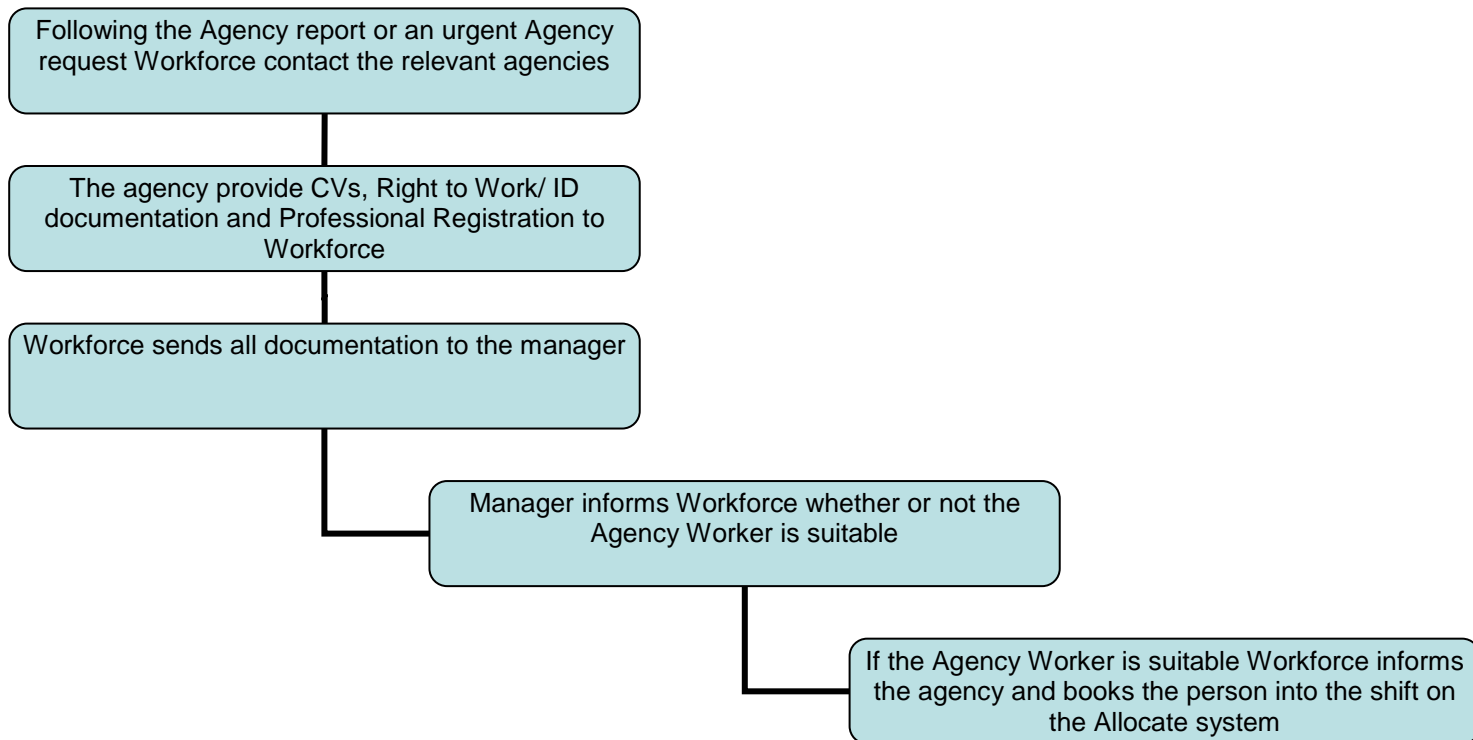 Following the Agency report or an urgent Agency
request Workforce contact the relevant agencies
The agency provide CVs, Right to Work/ ID
documentation and Professional Registration to
Workforce
Workforce sends all documentation to the manager
Manager informs Workforce whether or not the
Agency Worker is suitable
If the Agency Worker is suitable Workforce informs
the agency and books the person into the shift on
the Allocate system